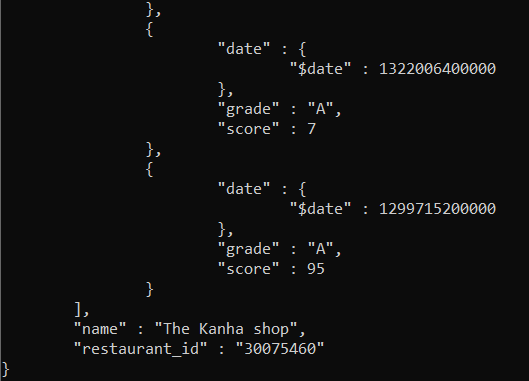 },
{
"date" : {
"$date" : 1322006400000
},
"grade" : "A",
"score" : 7
},
{
"date" : {
"$date" : 1299715200000
},
"grade" : "A",
"score" : 95
}
],
"name" : "The Kanha shop",
"restaurant_id" : "30075460"
}